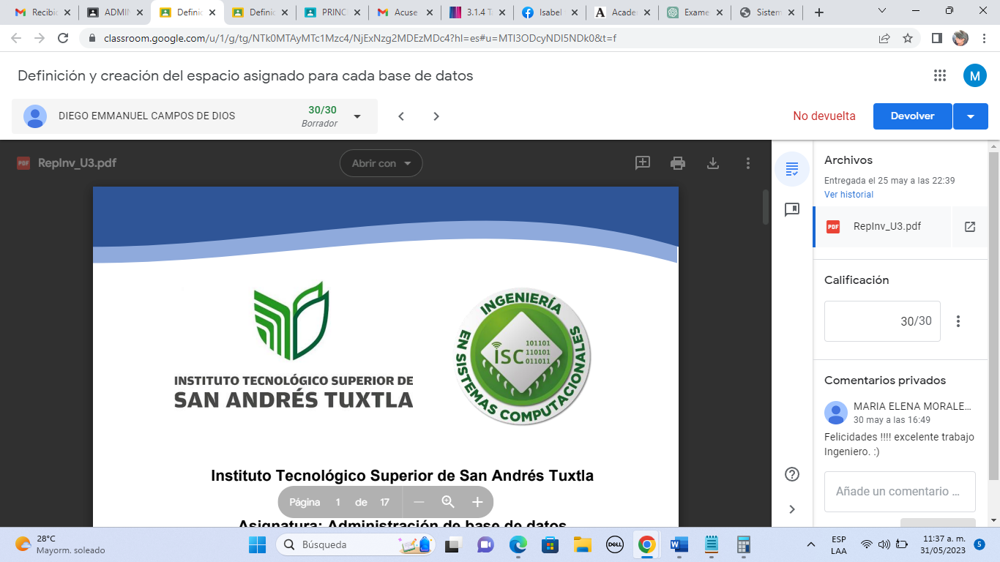 Recibi
ADMIN
Definic
Definic
PRINC
Acuse
3.1.4 T
Isabel
Acade
Exame
Sistem
classroom.google.com/u/1/g/tg/NTk0MTAyMTc1Mzc4/NjExNzg2MDEzMDc4?hl=es#u=MTI3ODcyNDI5NDk0&t=f
Definición y creación del espacio asignado para cada base de datos
M
DIEGO EMMANUEL CAMPOS DE DIOS
30/30
Borrador
No devuelta
Devolver
PDF RepInv_U3.pdf
Abrir con
INSTITUTO TECNOLÓGICO SUPERIOR DE
SAN ANDRÉS TUXTLA
INGENIERÍA
EN SISTEMAS COMPUTACIONALES
ISC
101101
110101
011011
Instituto Tecnológico Superior de San Andrés Tuxtla
Página 1 de 17
Asignatura: Administración de base de datos
Archivos
Entregada el 25 may a las 22:39
Ver historial
PDF RepInv_U3.pdf
Calificación
30/30
Comentarios privados
MARIA ELENA MORALE...
30 may a las 16:49
Felicidades !!!! excelente trabajo
Ingeniero. :)
Añade un comentario ...
28°C
Mayorm. soleado
Búsqueda
DELL
ESP
LAA
11:37 a. m.
31/05/2023
5